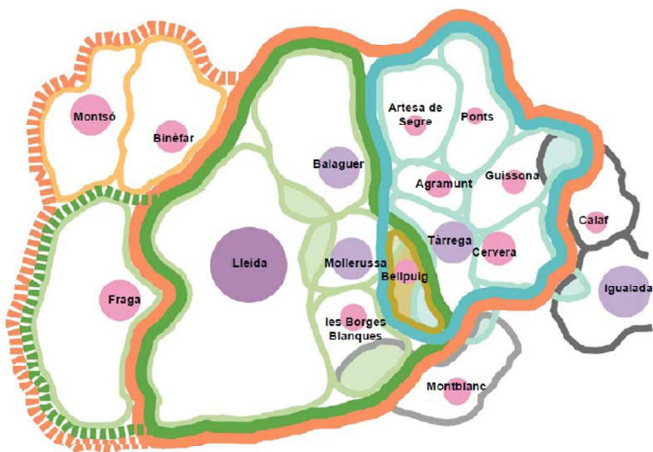 Artesa de
Segre
Ponts
Montsó
Binéfar
Balaguer
Agramunt
Guissona
Calaf
Tàrrega
Cervera
Lleida
Mollerussa
Bellpuig
Igualada
Fraga
les Borges
Blanques
Montblanc